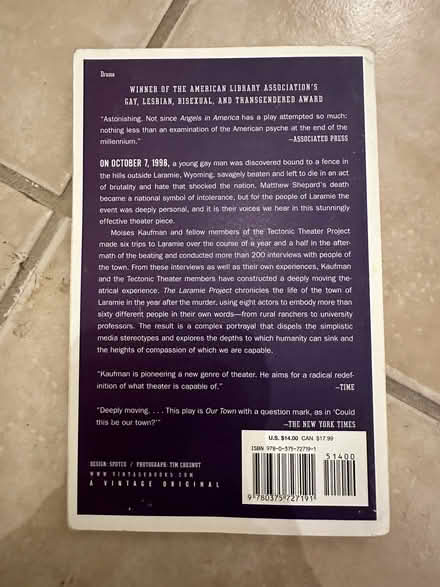 Drama
WINNER OF THE AMERICAN LIBRARY ASSOCIATION'S
GAY, LESBIAN, BISEXUAL, AND TRANSGENDERED AWARD
"Astonishing. Not since Angels in America has a play attempted so much:
nothing less than an examination of the American psyche at the end of the
millennium."
—ASSOCIATED PRESS
ON OCTOBER 7, 1998, a young gay man was discovered bound to a fence in
the hills outside Laramie, Wyoming, savagely beaten and left to die in an act
of brutality and hate that shocked the nation. Matthew Shepard's death
became a national symbol of intolerance, but for the people of Laramie the
event was deeply personal, and it is their voices we hear in this stunningly
effective theater piece.
Moises Kaufman and fellow members of the Tectonic Theater Project
made six trips to Laramie over the course of a year and a half in the after-
math of the beating and conducted more than 200 interviews with people of
the town. From these interviews as well as their own experiences, Kaufman
and the Tectonic Theater members have constructed a deeply moving the-
atrical experience. The Laramie Project chronicles the life of the town of
Laramie in the year after the murder, using eight actors to embody more than
sixty different people in their own words—from rural ranchers to university
professors. The result is a complex portrayal that dispels the simplistic
media stereotypes and explores the depths to which humanity can sink and
the heights of compassion of which we are capable.
"Kaufman is pioneering a new genre of theater. He aims for a radical redef-
inition of what theater is capable of."
—TIME
"Deeply moving. . . . This play is Our Town with a question mark, as in 'Could
this be our town?'"
—THE NEW YORK TIMES
U.S. $14.00 CAN. $17.99
ISBN 978-0-375-72719-1
51400
9780375727191
DESIGN: SPOTCO / PHOTOGRAPH: TIM CHESNUT
WWW.VINTAGEBOOKS.COM
A VINTAGE ORIGINAL